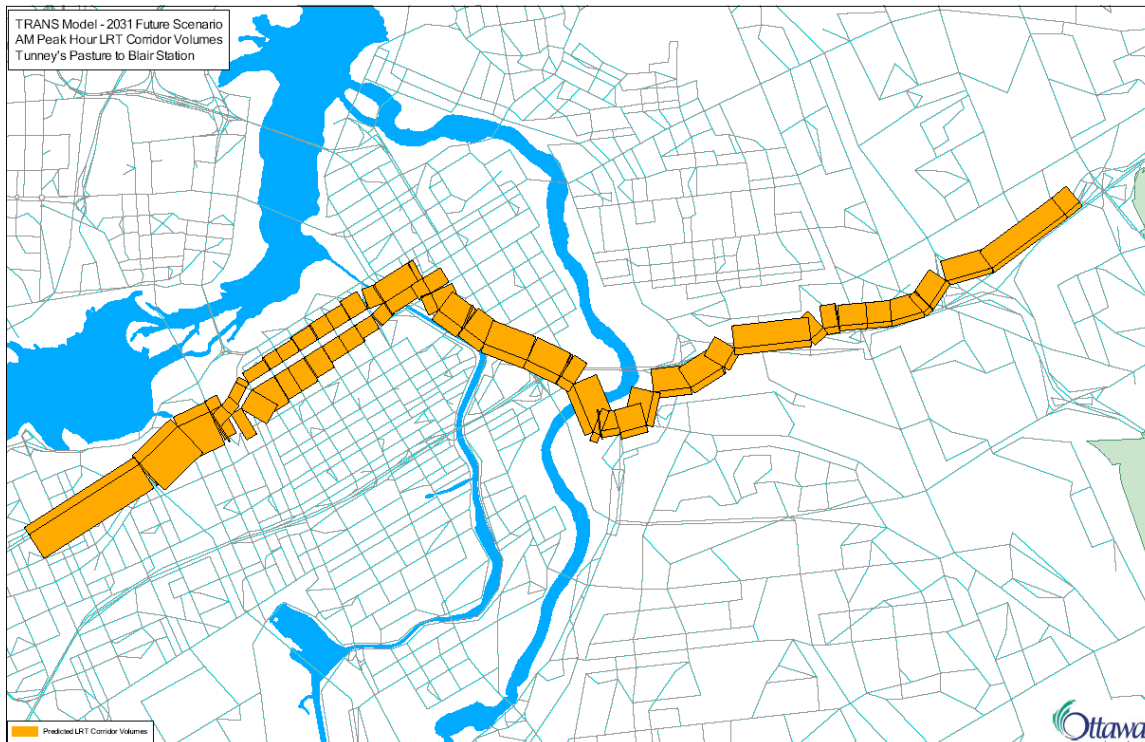 TRANS Model - 2031 Future Scenario
AM Peak Hour LRT Corridor Volumes
Tunney's Pasture to Blair Station
Predicted LRT Corridor Volumes
Ottawa